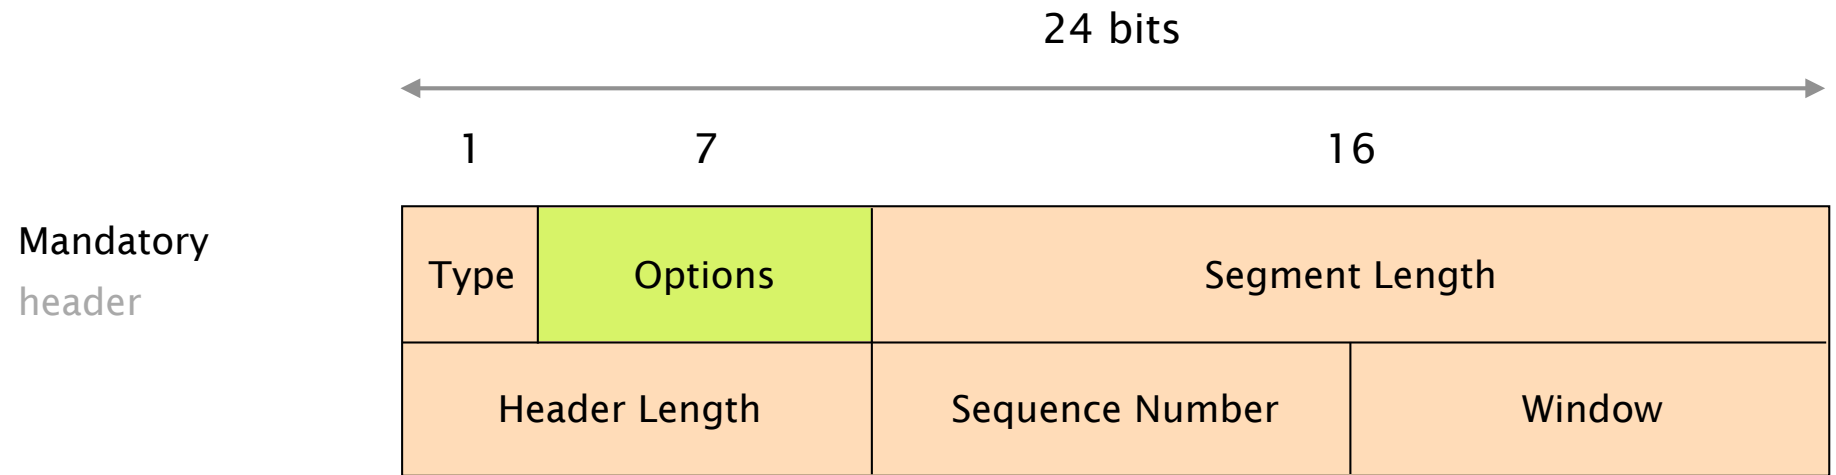 24 bits
1 7 16
Mandatory
header
Type Options Segment Length
Header Length Sequence Number Window